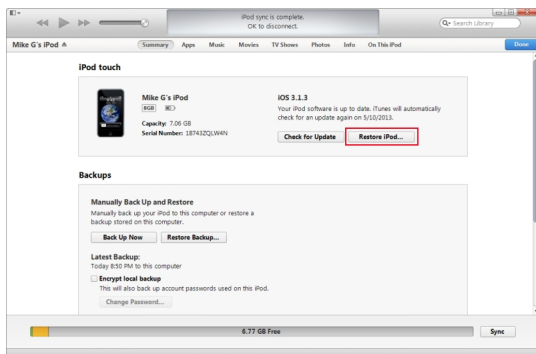 iPod sync is complete.
OK to disconnect.
Search Library
Mike G's iPod
Summary Apps Music Movies TV Shows Photos Info On This iPod
Done
iPod touch
Mike G's iPod
8GB
Capacity: 7.06 GB
Serial Number: 18743ZQLW4N
iOS 3.1.3
Your iPod software is up to date. iTunes will automatically
check for an update again on 5/10/2013.
Check for Update Restore iPod...
Backups
Manually Back Up and Restore
Manually back up your iPod to this computer or restore a
backup stored on this computer.
Back Up Now Restore Backup...
Latest Backup:
Today 8:50 PM to this computer
Encrypt local backup
This will also back up account passwords used on this iPod.
Change Password...
6.77 GB Free
Sync